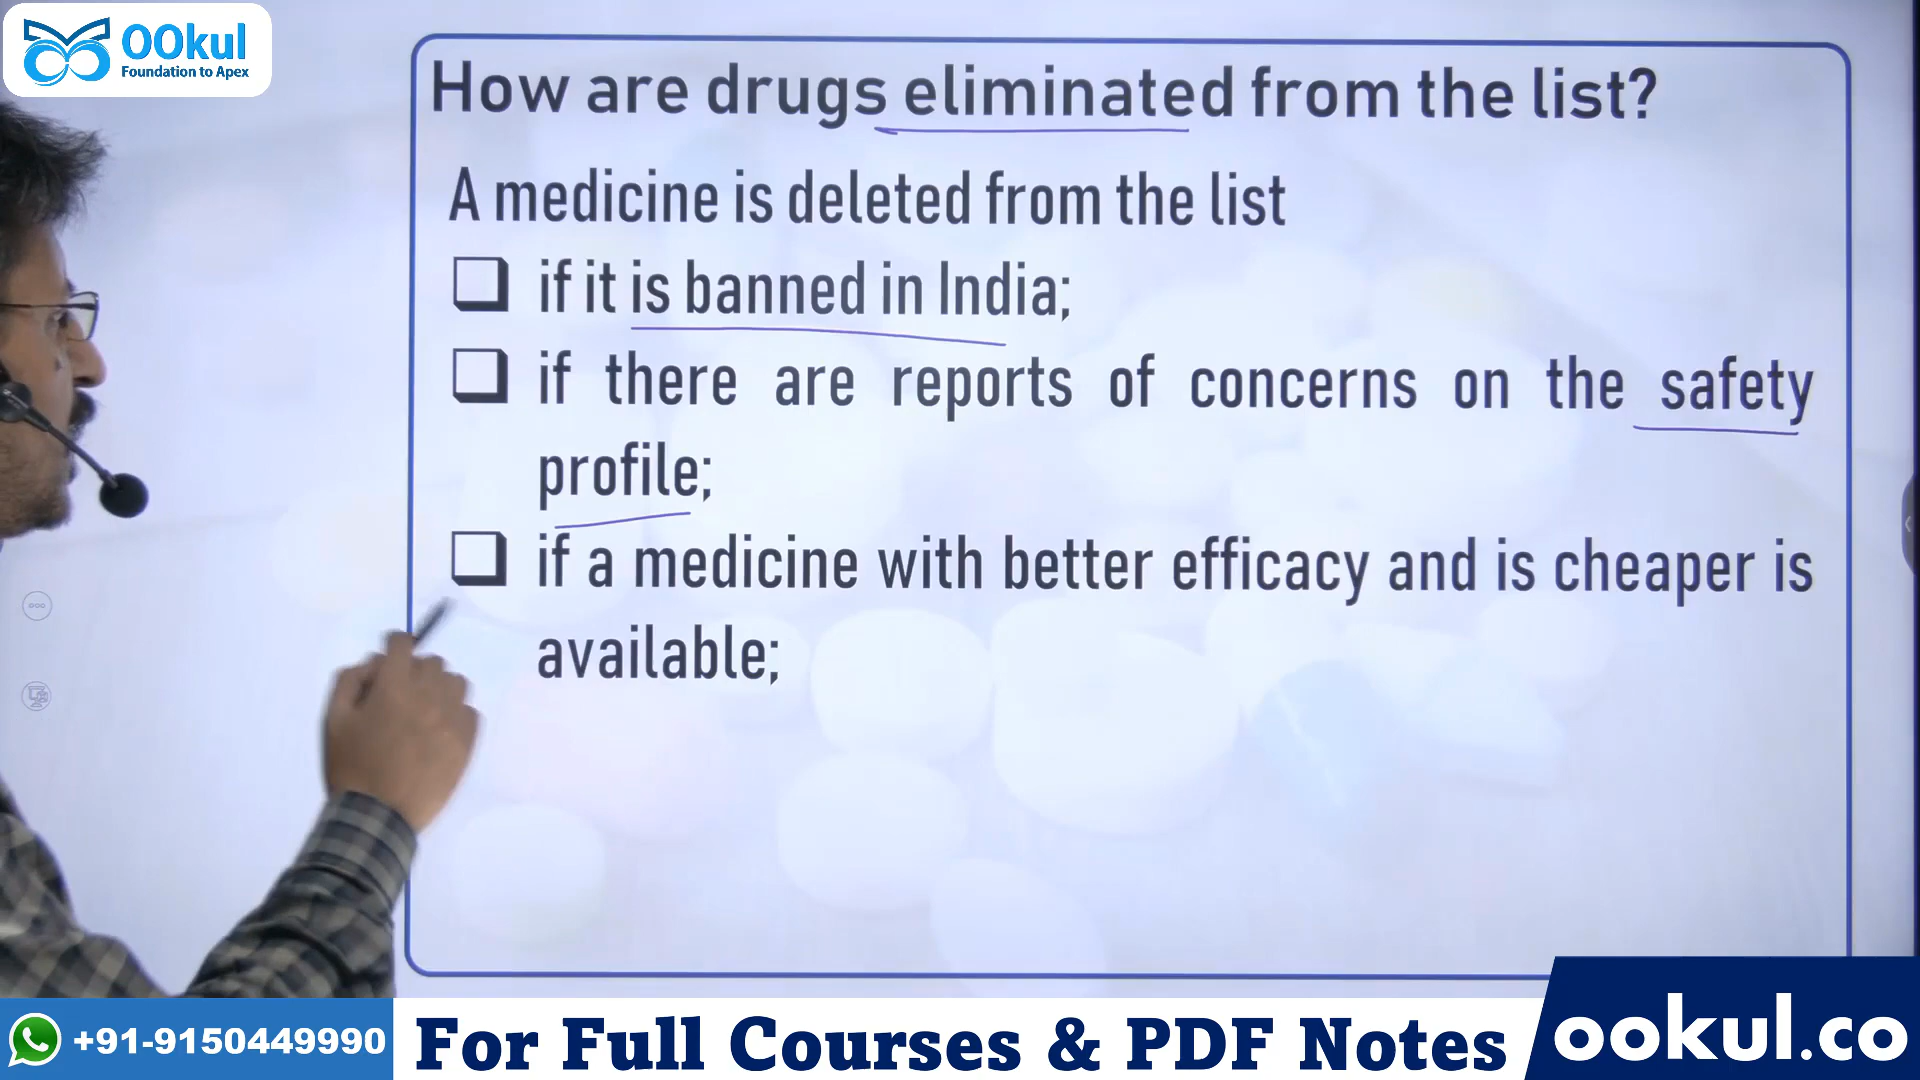 OOkul
Foundation to Apex
How are drugs eliminated from the list?
A medicine is deleted from the list
if it is banned in India;
if there are reports of concerns on the safety
profile;
if a medicine with better efficacy and is cheaper is
available;
+91-9150449990
For Full Courses & PDF Notes
ookul.co